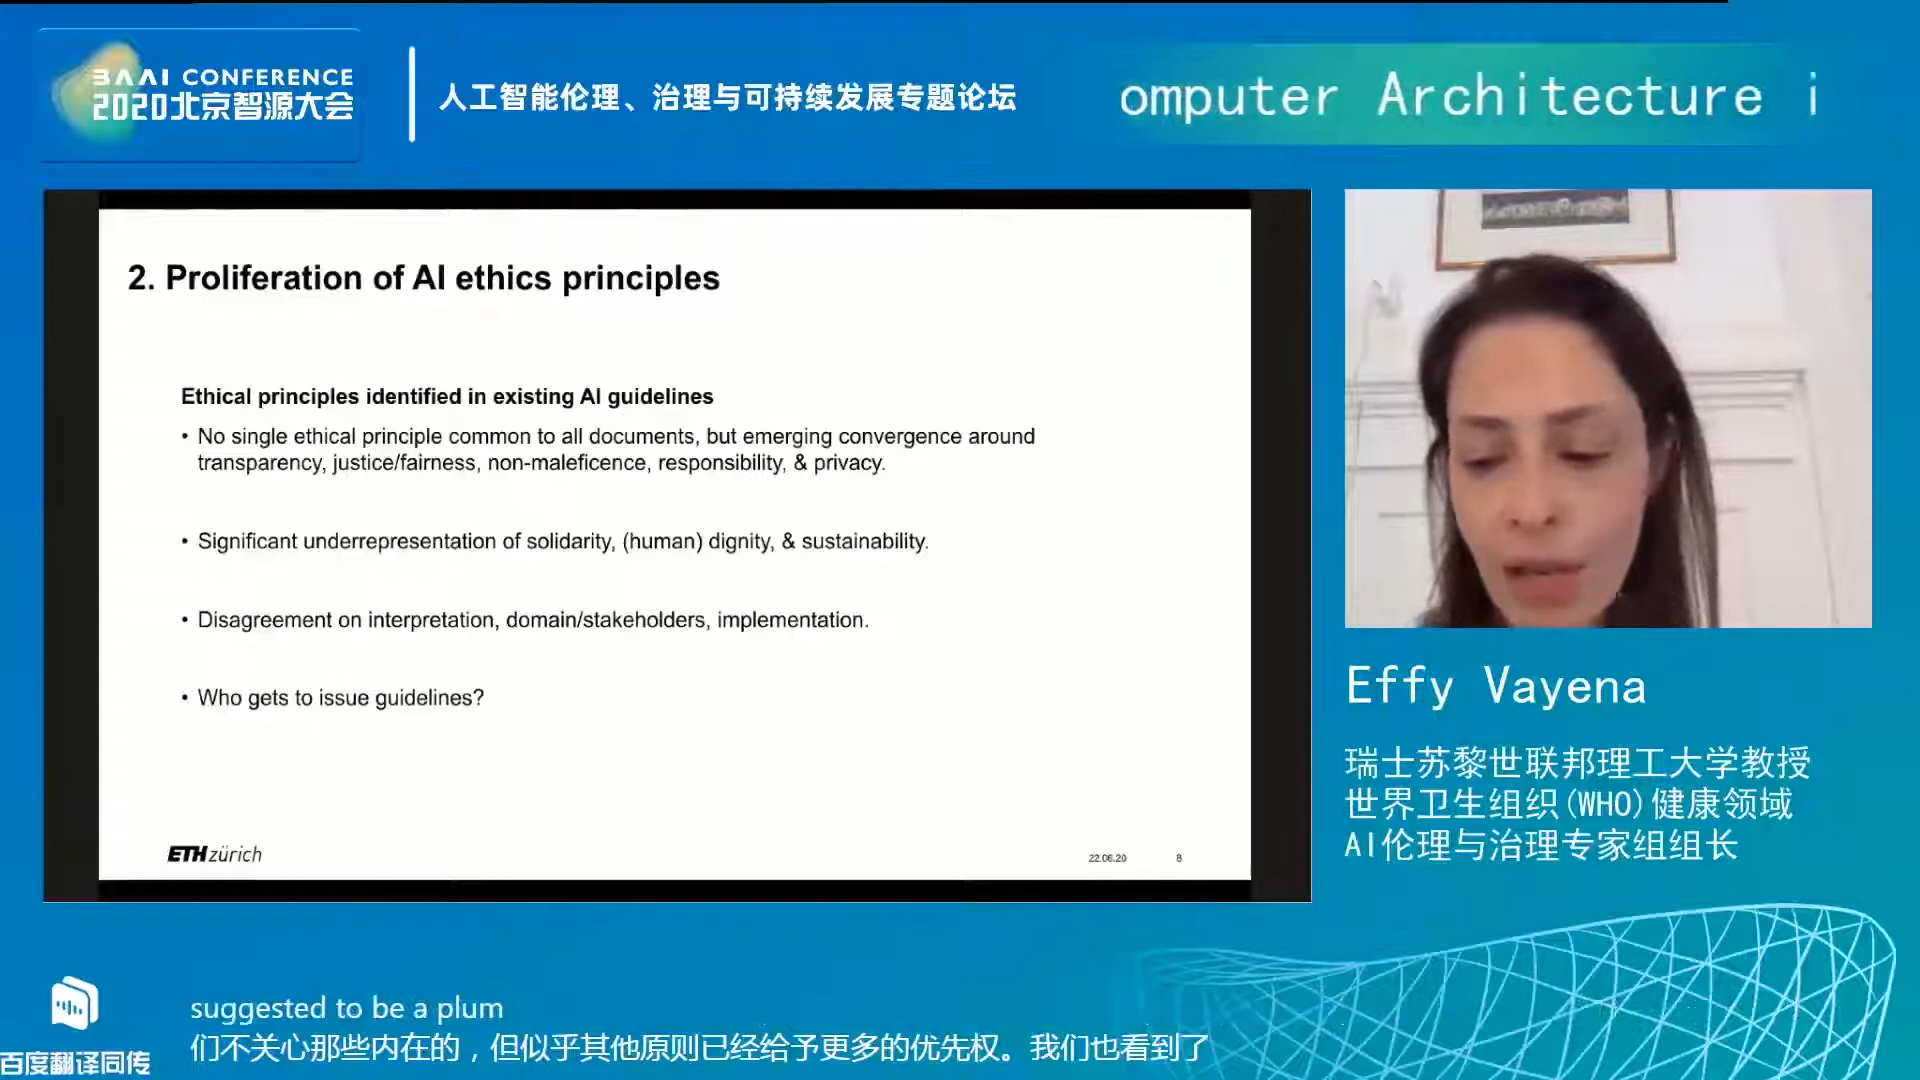 BAAI CONFERENCE
2020北京智源大会
人工智能伦理、治理与可持续发展专题论坛
omputer Architecture i
2. Proliferation of AI ethics principles
Ethical principles identified in existing AI guidelines
• No single ethical principle common to all documents, but emerging convergence around
transparency, justice/fairness, non-maleficence, responsibility, & privacy.
• Significant underrepresentation of solidarity, (human) dignity, & sustainability.
• Disagreement on interpretation, domain/stakeholders, implementation.
• Who gets to issue guidelines?
ETH zürich
22.06.20
8
Effy Vayena
瑞士苏黎世联邦理工大学教授
世界卫生组织(WHO)健康领域
AI伦理与治理专家组组长
suggested to be a plum
们不关心那些内在的，但似乎其他原则已经给予更多的优先权。我们也看到了
百度翻译同传